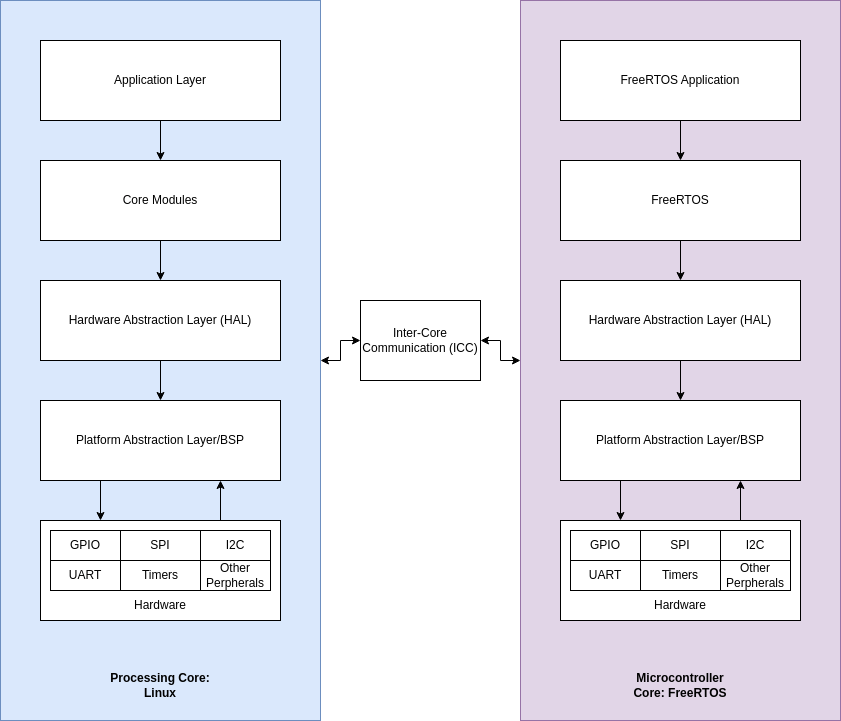 Application Layer
Core Modules
Hardware Abstraction Layer (HAL)
Platform Abstraction Layer/BSP
GPIO
SPI
I2C
UART
Timers
Other
Perpherals
Hardware
Processing Core:
Linux
Inter-Core
Communication (ICC)
FreeRTOS Application
FreeRTOS
Hardware Abstraction Layer (HAL)
Platform Abstraction Layer/BSP
GPIO
SPI
I2C
UART
Timers
Other
Perpherals
Hardware
Microcontroller
Core: FreeRTOS